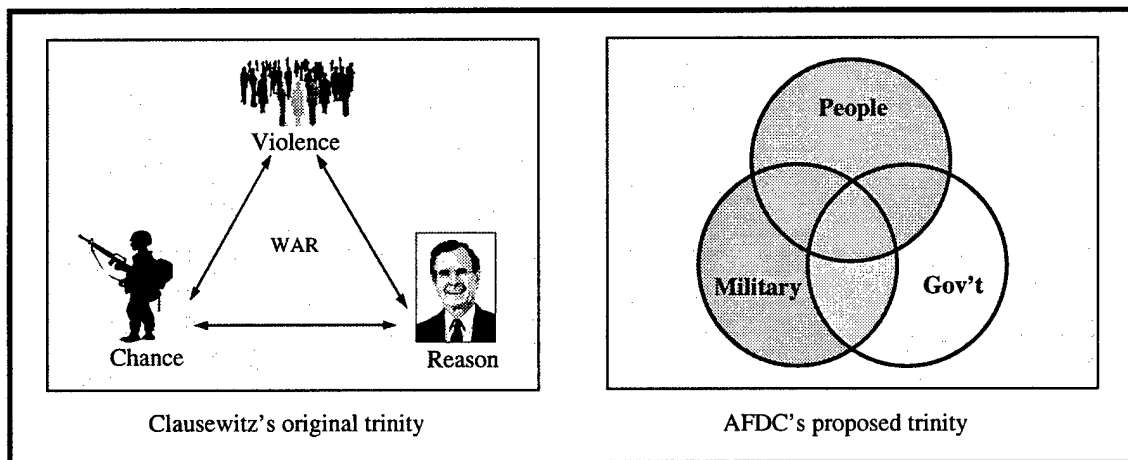 Violence
WAR
Chance
Reason
Clausewitz's original trinity
People
Military
Gov't
AFDC's proposed trinity